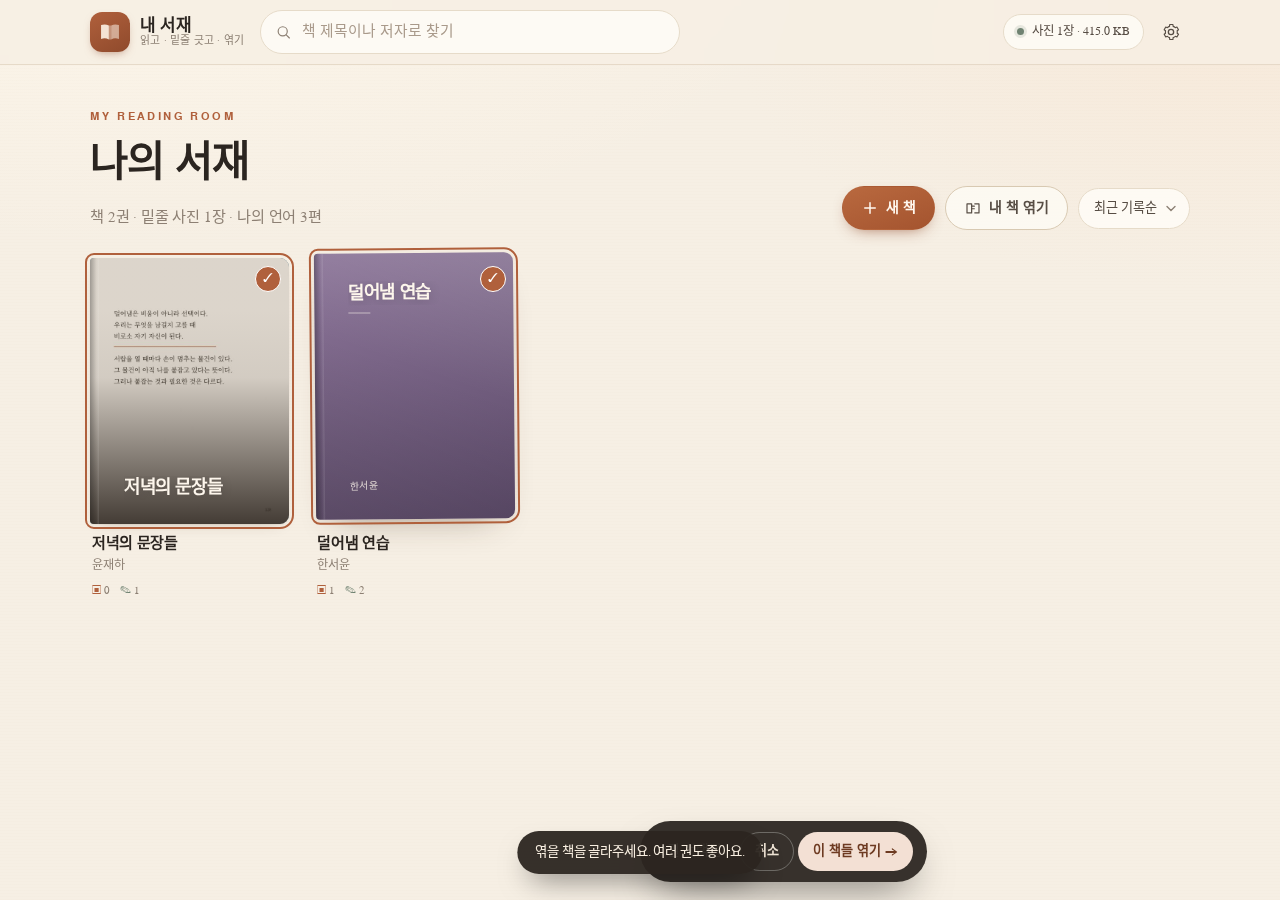 내 서재
읽고 · 밑줄 긋고 · 엮기
책 제목이나 저자로 찾기
사진 1장 · 415.0 KB
MY READING ROOM
나의 서재
책 2권 · 밑줄 사진 1장 · 나의 언어 3편
새 책
내 책 엮기
최근 기록순
덜어냄은 비움이 아니라 선택이다.
우리는 무엇을 남길지 고를 때
비로소 자기 자신이 된다.
사람을 멜 때마다 손이 멈추는 물건이 있다.
그 물건이 아직 나를 붙잡고 있다는 뜻이다.
그러나 붙잡는 것과 필요한 것은 다르다.
저녁의 문장들
덜어냄 연습
한서윤
저녁의 문장들
윤재하
0 1
덜어냄 연습
한서윤
1 2
엮을 책을 골라주세요. 여러 권도 좋아요.
이 책들 엮기 →